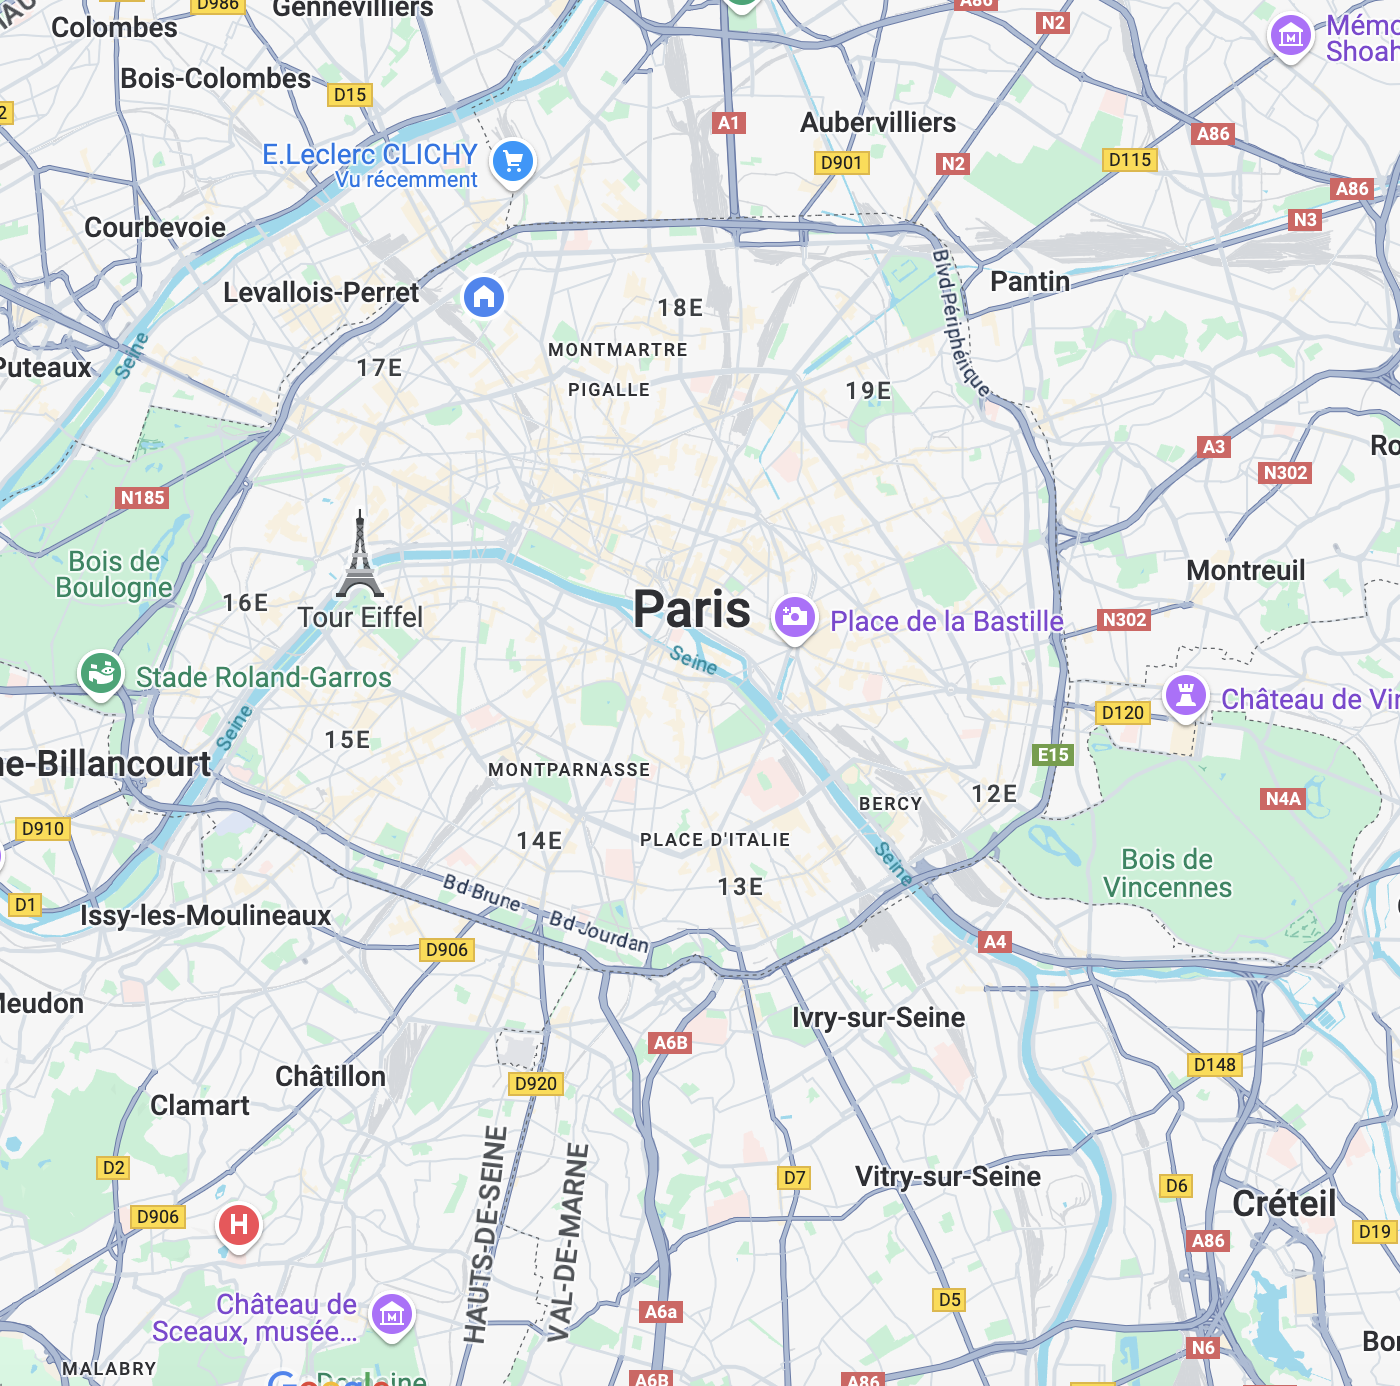 D986
Gennevilliers
A86
Colombes
N2
Mémo
Shoah
Bois-Colombes
D15
A1
Aubervilliers
A86
E.Leclerc CLICHY
Vu récemment
D901
N2
D115
A86
N3
Courbevoie
Levallois-Perret
Pantin
18E
Blvd Périphérique
MONTMARTRE
Seine
Puteaux
17E
PIGALLE
19E
A3
N302
N185
Bois de
Boulogne
Montreuil
16E
Tour Eiffel
Paris
Place de la Bastille
N302
Seine
Stade Roland-Garros
Château de Vin
D120
Seine
15E
E15
ne-Billancourt
MONTPARNASSE
12E
N4A
BERCY
D910
14E
PLACE D'ITALIE
Seine
Bois de
Vincennes
13E
Bd Brune
D1
Issy-les-Moulineaux
Bd Jourdan
D906
A4
Meudon
Ivry-sur-Seine
A6B
D148
Châtillon
D920
Clamart
D2
HAUTS-DE-SEINE
VAL-DE-MARNE
D7
Vitry-sur-Seine
D6
Créteil
D906
H
D19
A86
Château de
Sceaux, musée...
A6a
D5
N6
Bon
MALABRY
A6B
A86